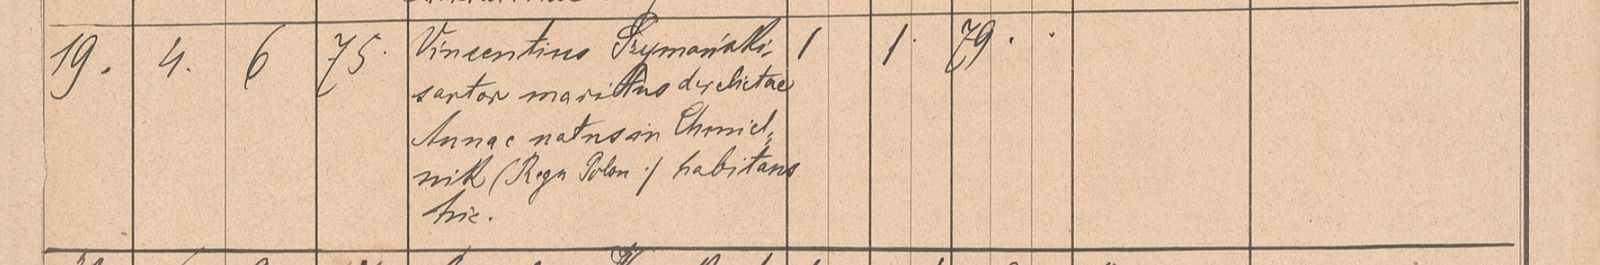 19. 4. 6 75. Vincentius Szymański, 1 1. 79. .
sartor maritus derelictae
Annae natus in Chmiel-
nik (Regn Polon./ habitans
hic.